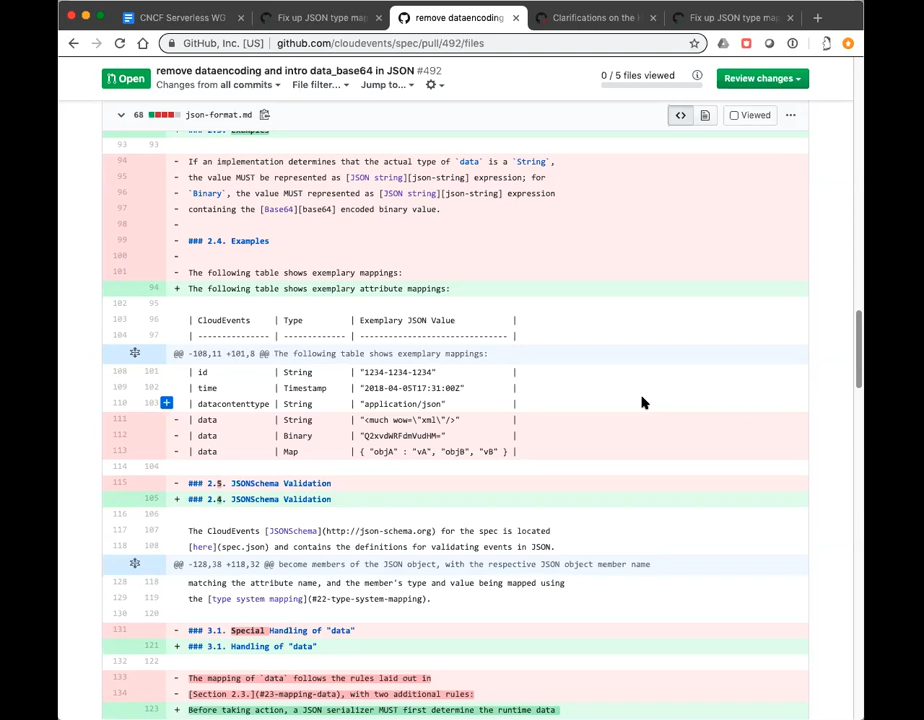 CNCF Serverless WG
Fix up JSON type map
remove dataencoding
Clarifications on the
Fix up JSON type map
GitHub, Inc. [US] | github.com/cloudevents/spec/pull/492/files
Open
remove dataencoding and intro data_base64 in JSON #492
Changes from all commits
File filter...
Jump to...
0 / 5 files viewed
Review changes
68
json-format.md
Viewed
Examples
93 93
94 - If an implementation determines that the actual type of `data` is a `String`,
95 the value MUST be represented as [JSON string][json-string] expression; for
96 - `Binary`, the value MUST represented as [JSON string][json-string] expression
97 - containing the [Base64][base64] encoded binary value.
98 -
99 - ### 2.4. Examples
100 -
101 - The following table shows exemplary mappings:
94 + The following table shows exemplary attribute mappings:
102 95
103 96 | CloudEvents | Type | Exemplary JSON Value |
104 97 | --------------- | ------------- | ----------------------------- |
@@ -108,11 +101,8 @@ The following table shows exemplary mappings:
108 101 | id | String | "1234-1234-1234" |
109 102 | time | Timestamp | "2018-04-05T17:31:00Z" |
110 103 + | datacontenttype | String | "application/json" |
111 - | data | String | "<much wow=\"xml\"/>" |
112 - | data | Binary | "Q2xvdWRFdmVudHM=" |
113 - | data | Map | { "objA" : "vA", "objB", "vB" } |
114 104
115 - ### 2.5. JSONSchema Validation
105 + ### 2.4. JSONSchema Validation
116 106
117 107 The CloudEvents [JSONSchema](http://json-schema.org) for the spec is located
118 108 [here](spec.json) and contains the definitions for validating events in JSON.
@@ -128,38 +118,32 @@ become members of the JSON object, with the respective JSON object member name
128 118 matching the attribute name, and the member's type and value being mapped using
129 119 the [type system mapping](#22-type-system-mapping).
130 120
131 - ### 3.1. Special Handling of "data"
121 + ### 3.1. Handling of "data"
132 122
133 - The mapping of `data` follows the rules laid out in
134 - [Section 2.3.](#23-mapping-data), with two additional rules:
123 + Before taking action, a JSON serializer MUST first determine the runtime data